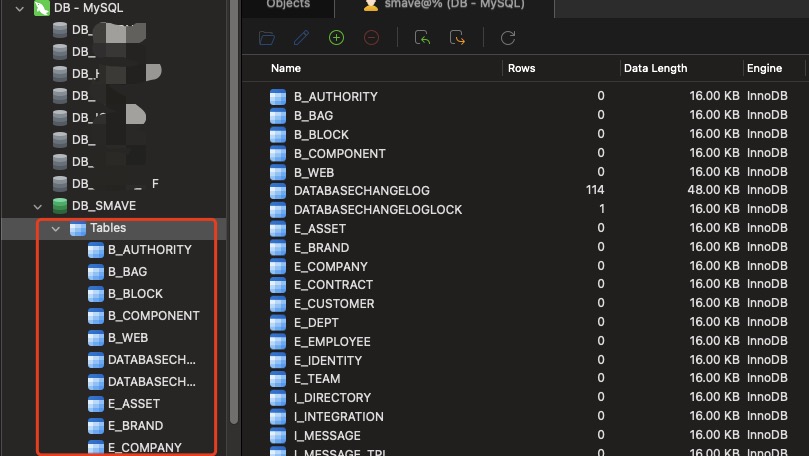 DB - MySQL
DB_
DB_
DB_
DB_
DB_
DB_
DB_
DB_ F
DB_SMAVE
Tables
B_AUTHORITY
B_BAG
B_BLOCK
B_COMPONENT
B_WEB
DATABASECH...
DATABASECH...
E_ASSET
E_BRAND
E_COMPANY
Objects smave@% (DB - MySQL)
Name Rows Data Length Engine
B_AUTHORITY 0 16.00 KB InnoDB
B_BAG 0 16.00 KB InnoDB
B_BLOCK 0 16.00 KB InnoDB
B_COMPONENT 0 16.00 KB InnoDB
B_WEB 0 16.00 KB InnoDB
DATABASECHANGELOG 114 48.00 KB InnoDB
DATABASECHANGELOGLOCK 1 16.00 KB InnoDB
E_ASSET 0 16.00 KB InnoDB
E_BRAND 0 16.00 KB InnoDB
E_COMPANY 0 16.00 KB InnoDB
E_CONTRACT 0 16.00 KB InnoDB
E_CUSTOMER 0 16.00 KB InnoDB
E_DEPT 0 16.00 KB InnoDB
E_EMPLOYEE 0 16.00 KB InnoDB
E_IDENTITY 0 16.00 KB InnoDB
E_TEAM 0 16.00 KB InnoDB
I_DIRECTORY 0 16.00 KB InnoDB
I_INTEGRATION 0 16.00 KB InnoDB
I_MESSAGE 0 16.00 KB InnoDB
I_MESSAGE_TPL 0 16.00 KB InnoDB